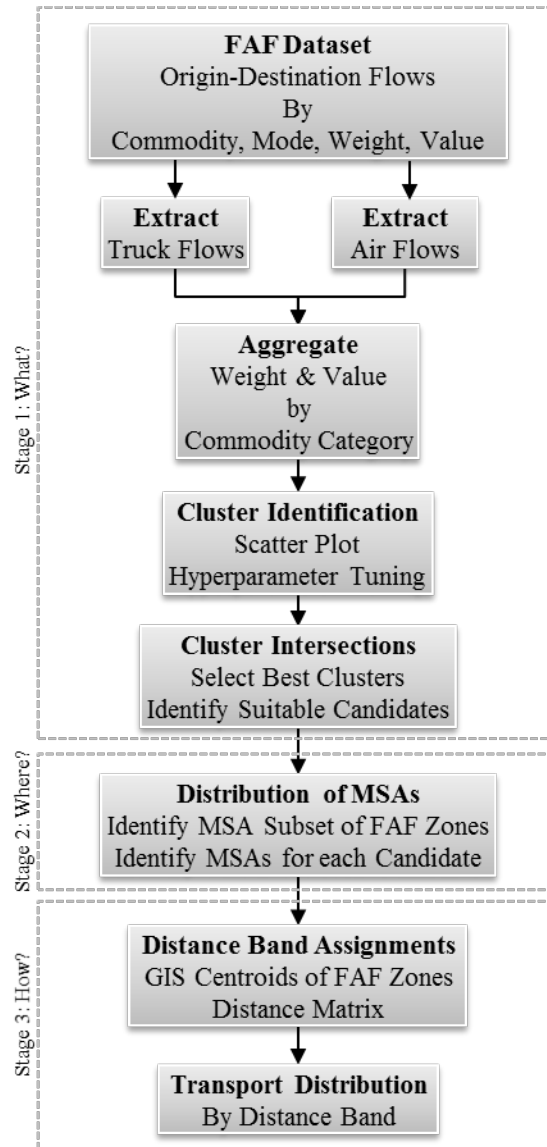 FAF Dataset
Origin-Destination Flows
By
Commodity, Mode, Weight, Value
Extract
Truck Flows
Extract
Air Flows
Aggregate
Weight & Value
by
Commodity Category
Cluster Identification
Scatter Plot
Hyperparameter Tuning
Cluster Intersections
Select Best Clusters
Identify Suitable Candidates
Stage 1: What?
Distribution of MSAs
Identify MSA Subset of FAF Zones
Identify MSAs for each Candidate
Stage 2: Where?
Distance Band Assignments
GIS Centroids of FAF Zones
Distance Matrix
Transport Distribution
By Distance Band
Stage 3: How?